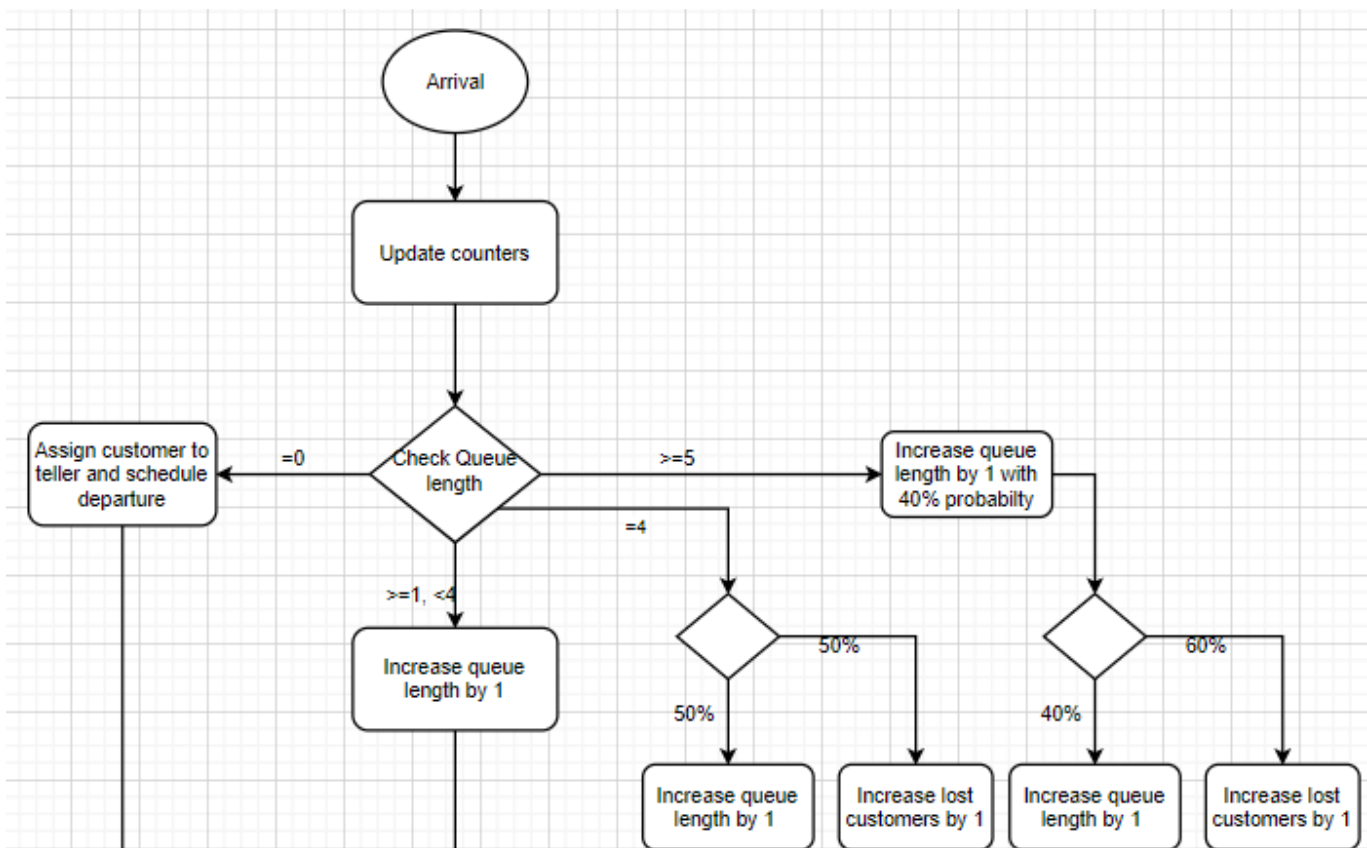 Arrival
Update counters
Assign customer to
teller and schedule
departure
=0
Check Queue
length
>=5
Increase queue
length by 1 with
40% probabilty
=4
>=1, <4
Increase queue
length by 1
50%
60%
50%
40%
Increase queue
length by 1
Increase lost
customers by 1
Increase queue
length by 1
Increase lost
customers by 1